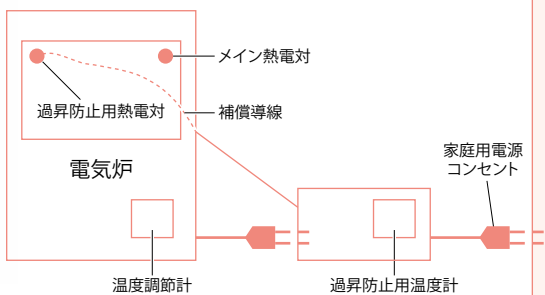 メイン熱電対
過昇防止用熱電対
補償導線
電気炉
家庭用電源
コンセント
温度調節計
過昇防止用温度計